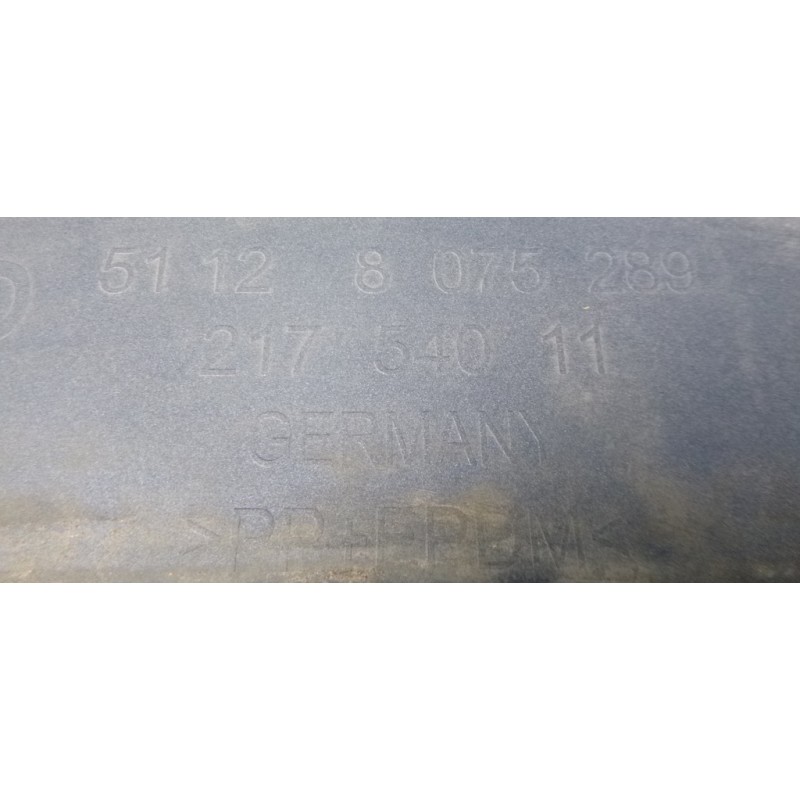 51 12 8 075 289
217 540 11
GERMANY
>PP+EPDM<